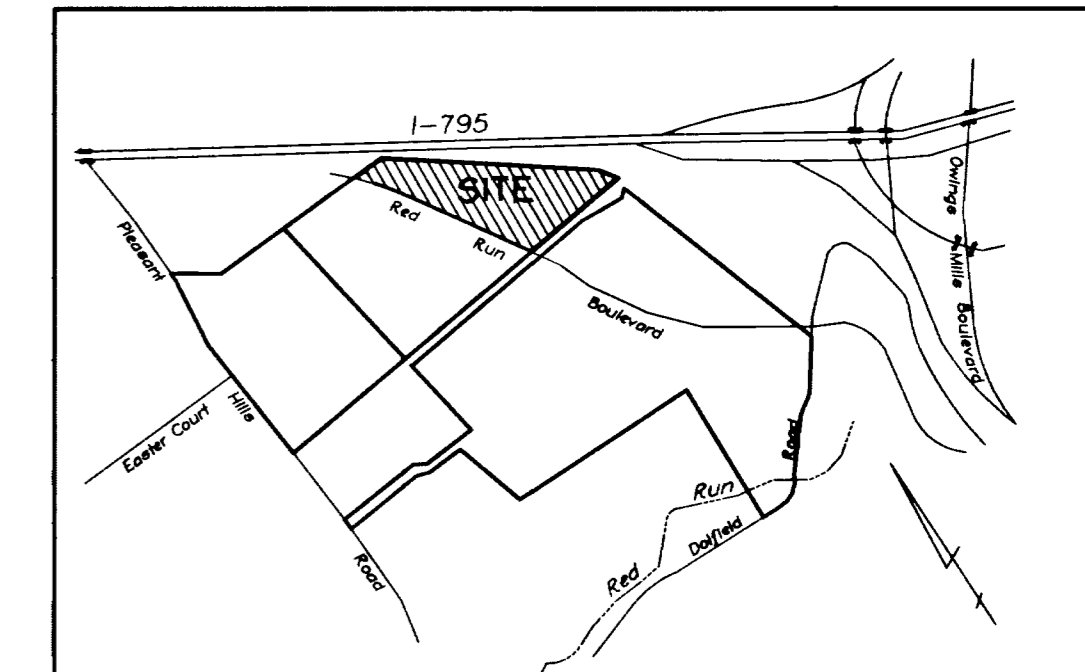 I-795
SITE
Owings Mills Boulevard
Pleasant Hills Road
Red Run Boulevard
Easter Court
Dolfield Road
Red Run